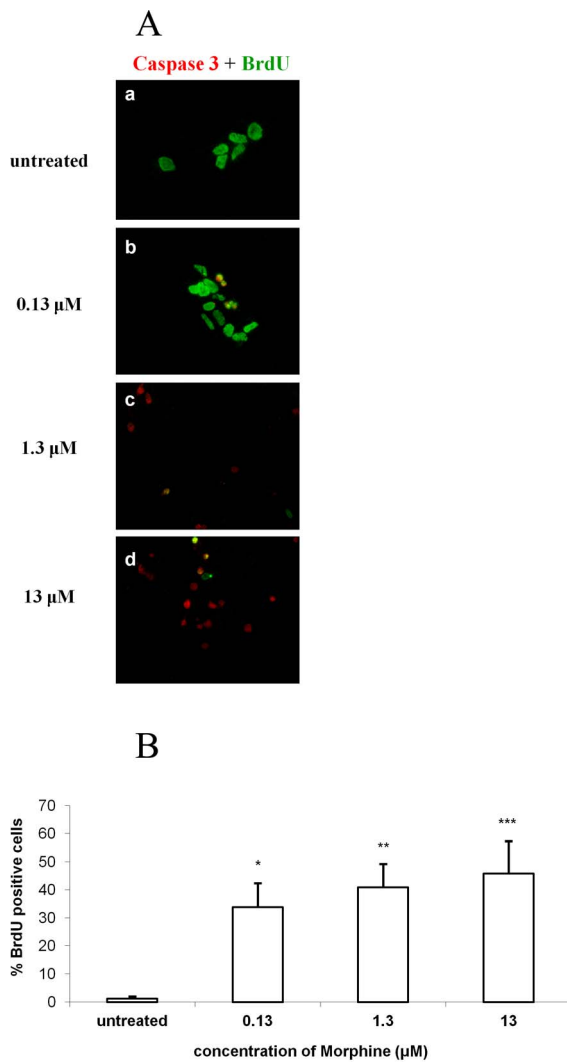 A
Caspase 3 + BrdU
a
untreated
b
0.13 µM
c
1.3 µM
d
13 µM
B
70
60
50
40
30
20
10
0
% BrdU positive cells
*
**
***
untreated 0.13 1.3 13
concentration of Morphine (µM)